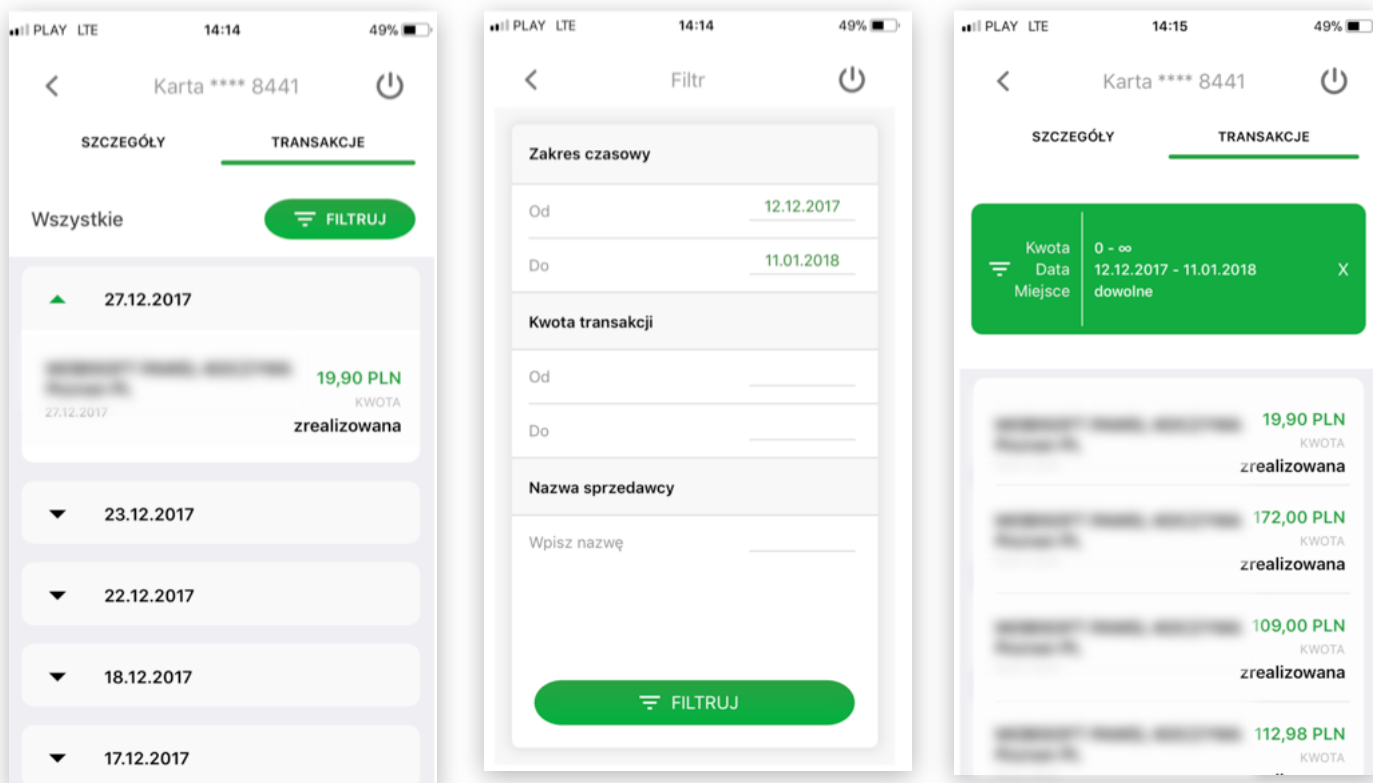 PLAY LTE 14:14 49%
Karta **** 8441
SZCZEGÓŁY TRANSAKCJE
Wszystkie FILTRUJ
27.12.2017
19,90 PLN
KWOTA
27.12.2017
zrealizowana
23.12.2017
22.12.2017
18.12.2017
17.12.2017
PLAY LTE 14:14 49%
Filtr
Zakres czasowy
Od 12.12.2017
Do 11.01.2018
Kwota transakcji
Od
Do
Nazwa sprzedawcy
Wpisz nazwę
FILTRUJ
PLAY LTE 14:15 49%
Karta **** 8441
SZCZEGÓŁY TRANSAKCJE
Kwota 0 - ∞
Data 12.12.2017 - 11.01.2018 X
Miejsce dowolne
19,90 PLN
KWOTA
zrealizowana
172,00 PLN
KWOTA
zrealizowana
109,00 PLN
KWOTA
zrealizowana
112,98 PLN
KWOTA